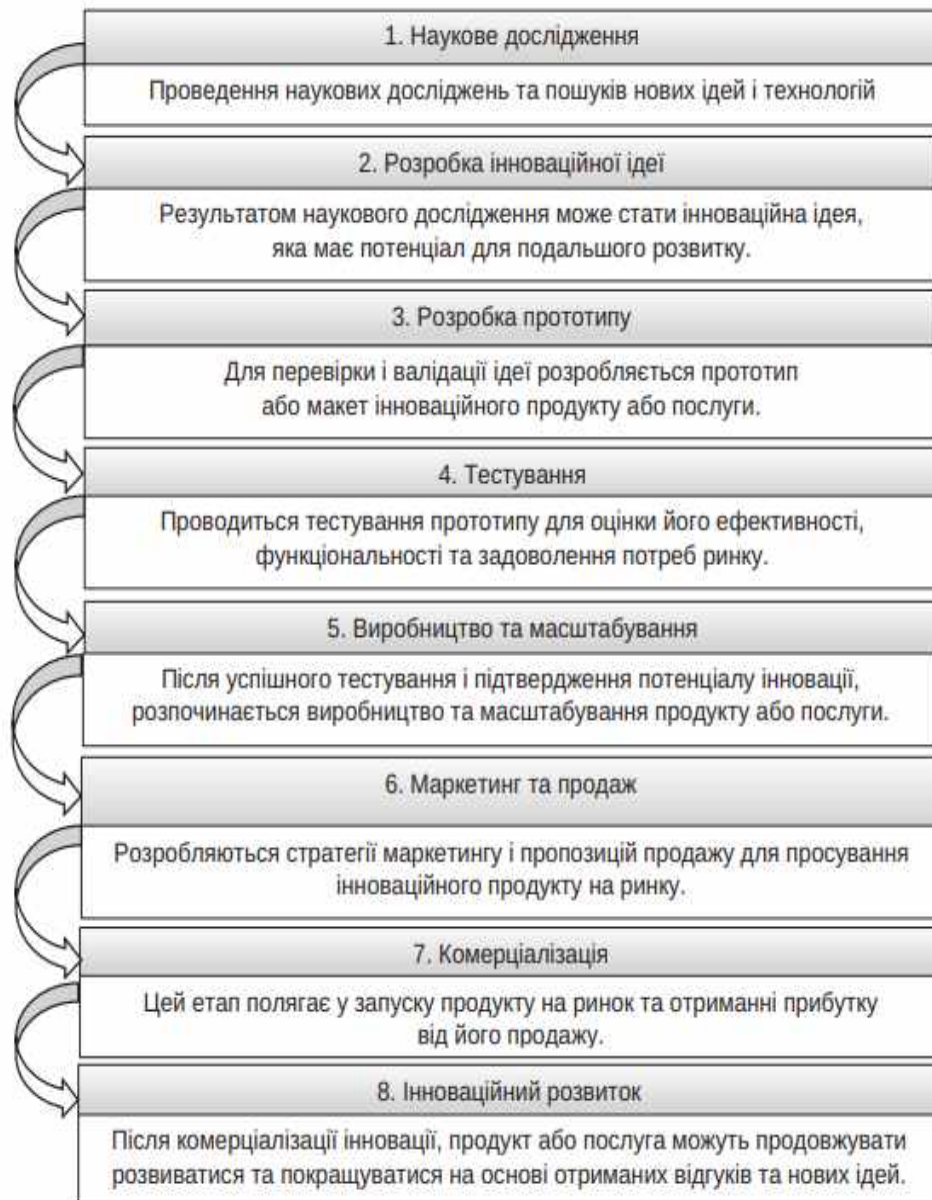 1. Наукове дослідження
Проведення наукових досліджень та пошуків нових ідей і технологій
2. Розробка інноваційної ідеї
Результатом наукового дослідження може стати інноваційна ідея,
яка має потенціал для подальшого розвитку.
3. Розробка прототипу
Для перевірки і валідації ідеї розробляється прототип
або макет інноваційного продукту або послуги.
4. Тестування
Проводиться тестування прототипу для оцінки його ефективності,
функціональності та задоволення потреб ринку.
5. Виробництво та масштабування
Після успішного тестування і підтвердження потенціалу інновації,
розпочинається виробництво та масштабування продукту або послуги.
6. Маркетинг та продаж
Розробляються стратегії маркетингу і пропозицій продажу для просування
інноваційного продукту на ринку.
7. Комерціалізація
Цей етап полягає у запуску продукту на ринок та отриманні прибутку
від його продажу.
8. Інноваційний розвиток
Після комерціалізації інновації, продукт або послуга можуть продовжувати
розвиватися та покращуватися на основі отриманих відгуків та нових ідей.